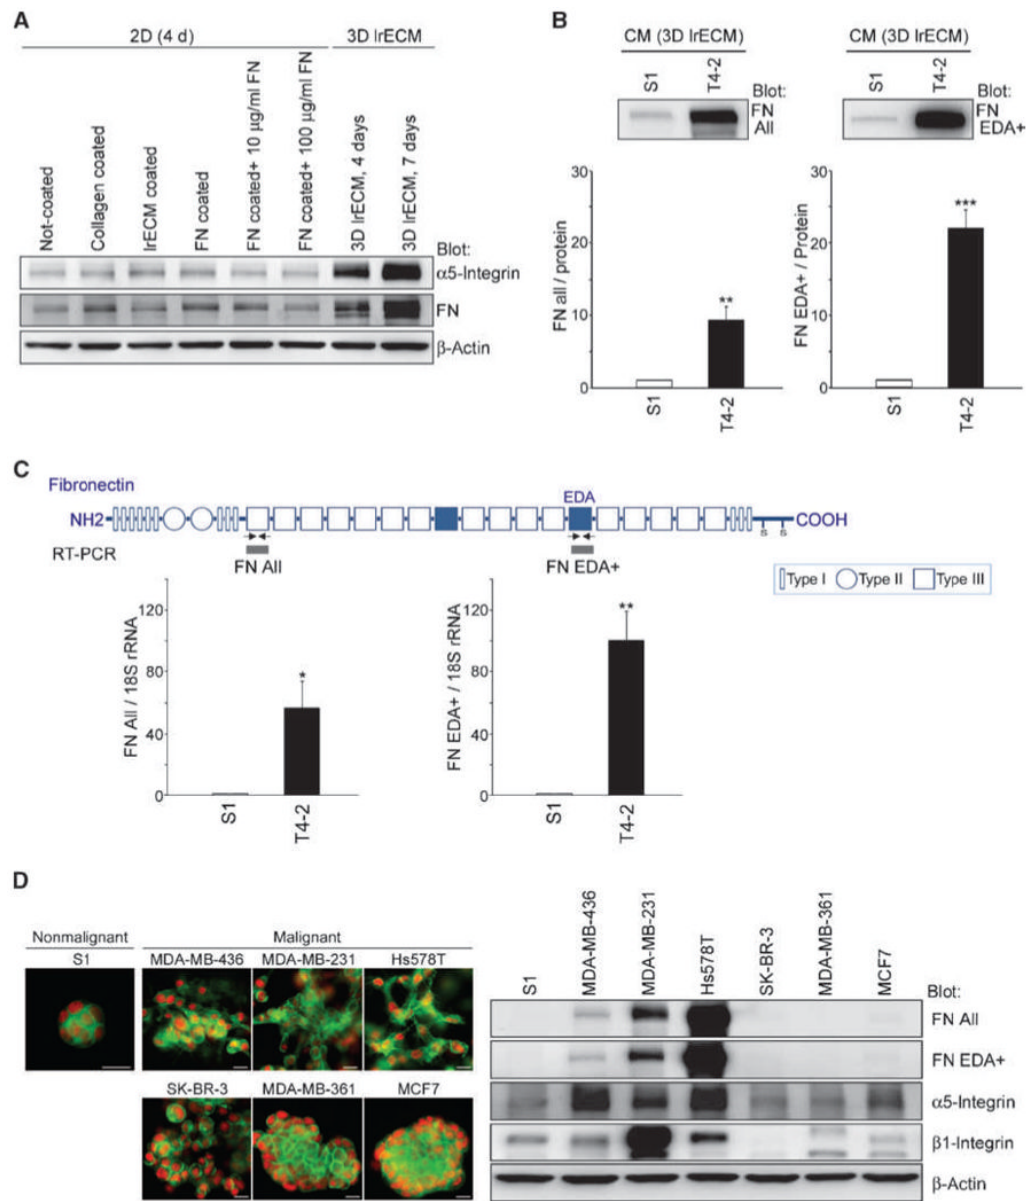 A
2D (4 d)
3D lrECM
Not-coated
Collagen coated
lrECM coated
FN coated
FN coated+ 10 µg/ml FN
FN coated+ 100 µg/ml FN
3D lrECM, 4 days
3D lrECM, 7 days
Blot:
α5-Integrin
FN
β-Actin
B
CM (3D lrECM)
S1
T4-2
Blot:
FN
All
FN all / protein
30
20
10
0
**
S1
T4-2
CM (3D lrECM)
S1
T4-2
Blot:
FN
EDA+
FN EDA+ / Protein
30
20
10
0
***
S1
T4-2
C
Fibronectin
EDA
NH2
COOH
S S
RT-PCR
FN All
FN EDA+
Type I Type II Type III
FN All / 18S rRNA
120
80
40
0
*
S1
T4-2
FN EDA+ / 18S rRNA
120
80
40
0
**
S1
T4-2
D
Nonmalignant
Malignant
S1
MDA-MB-436
MDA-MB-231
Hs578T
SK-BR-3
MDA-MB-361
MCF7
S1
MDA-MB-436
MDA-MB-231
Hs578T
SK-BR-3
MDA-MB-361
MCF7
Blot:
FN All
FN EDA+
α5-Integrin
β1-Integrin
β-Actin